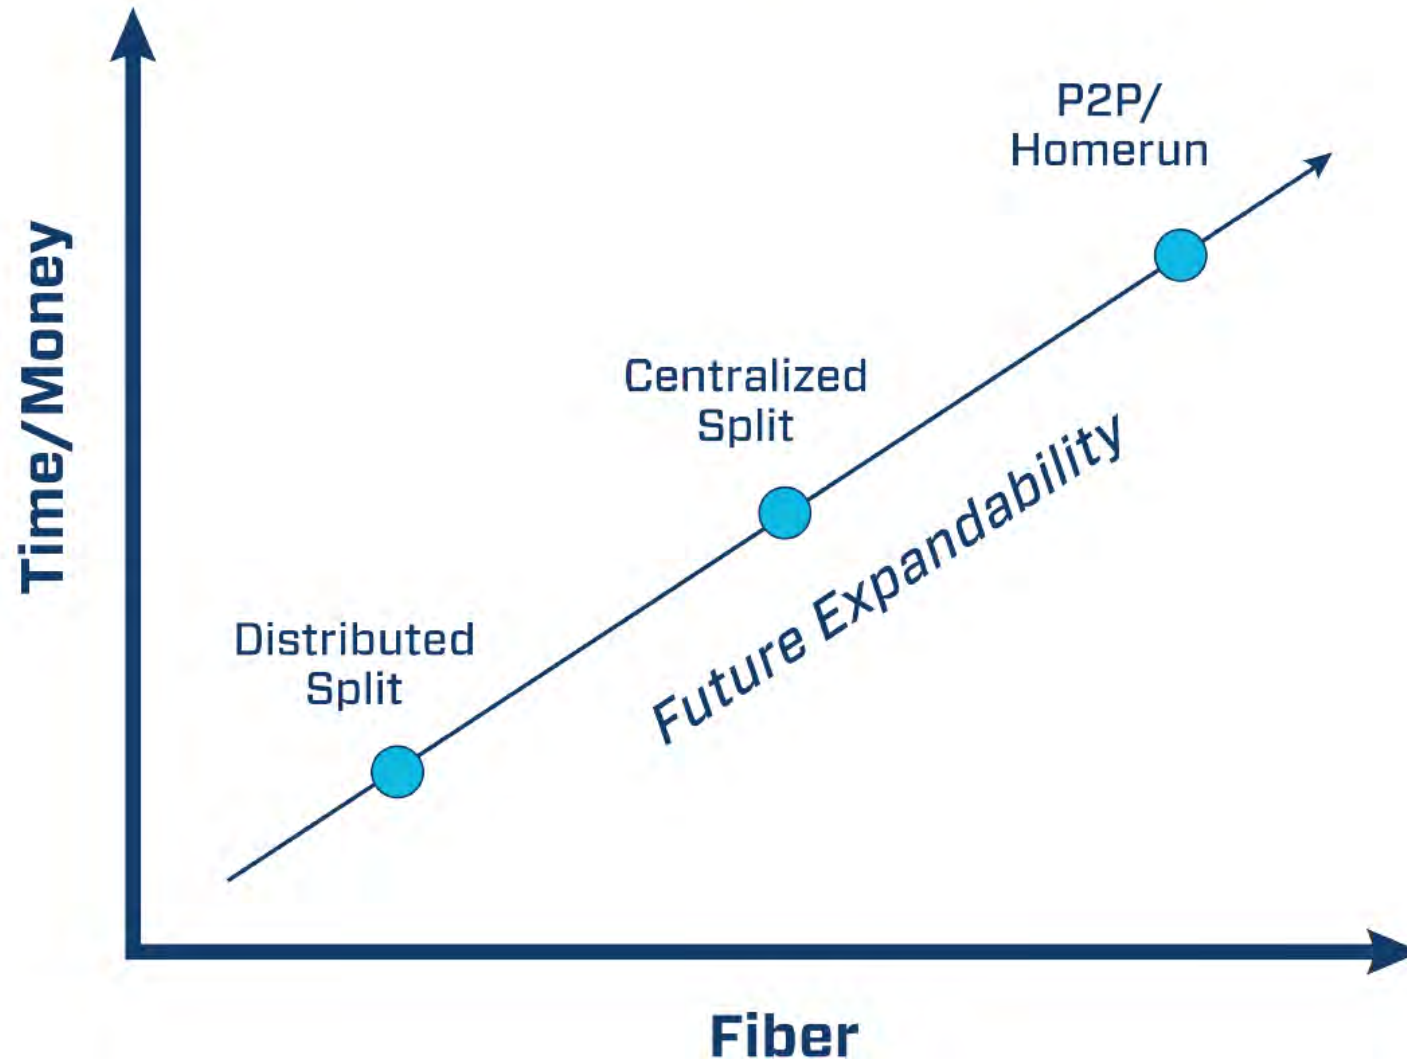 P2P/
Homerun
Centralized
Split
Distributed
Split
Future Expandability
Time/Money
Fiber